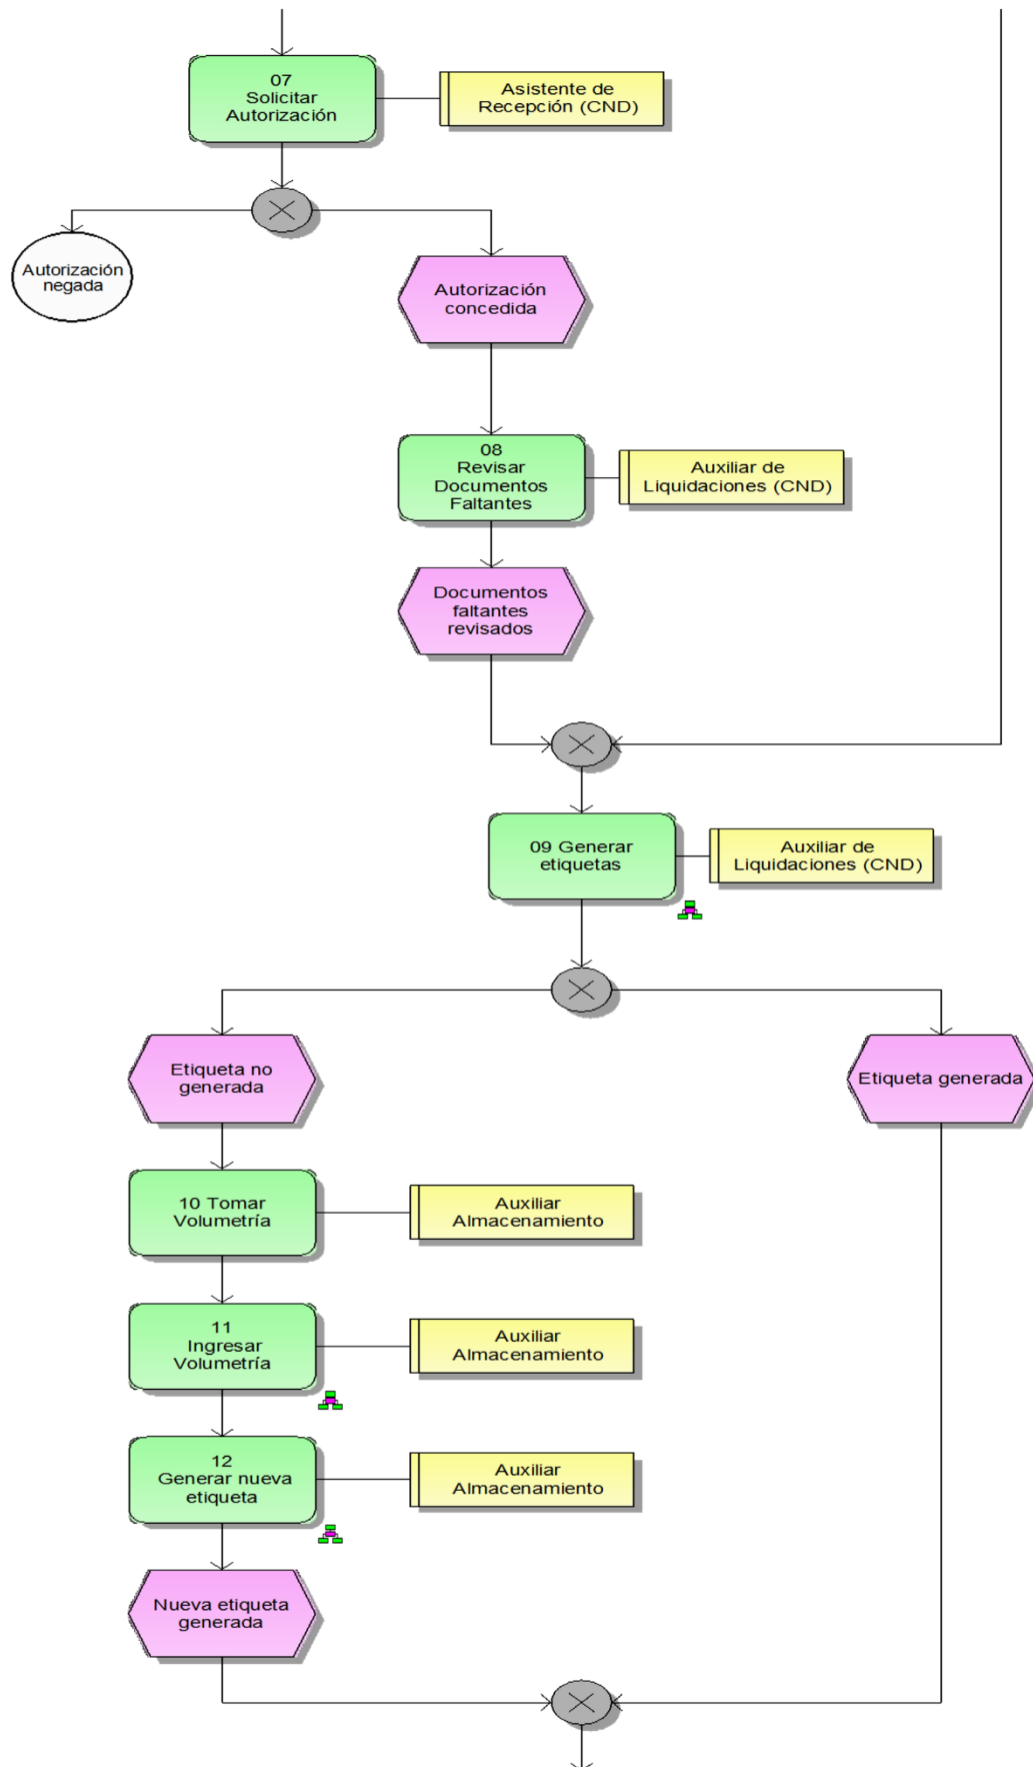 07
Solicitar
Autorización
Asistente de
Recepción (CND)
Autorización
negada
Autorización
concedida
08
Revisar
Documentos
Faltantes
Auxiliar de
Liquidaciones (CND)
Documentos
faltantes
revisados
09 Generar
etiquetas
Auxiliar de
Liquidaciones (CND)
Etiqueta no
generada
Etiqueta generada
10 Tomar
Volumetría
Auxiliar
Almacenamiento
11
Ingresar
Volumetría
Auxiliar
Almacenamiento
12
Generar nueva
etiqueta
Auxiliar
Almacenamiento
Nueva etiqueta
generada